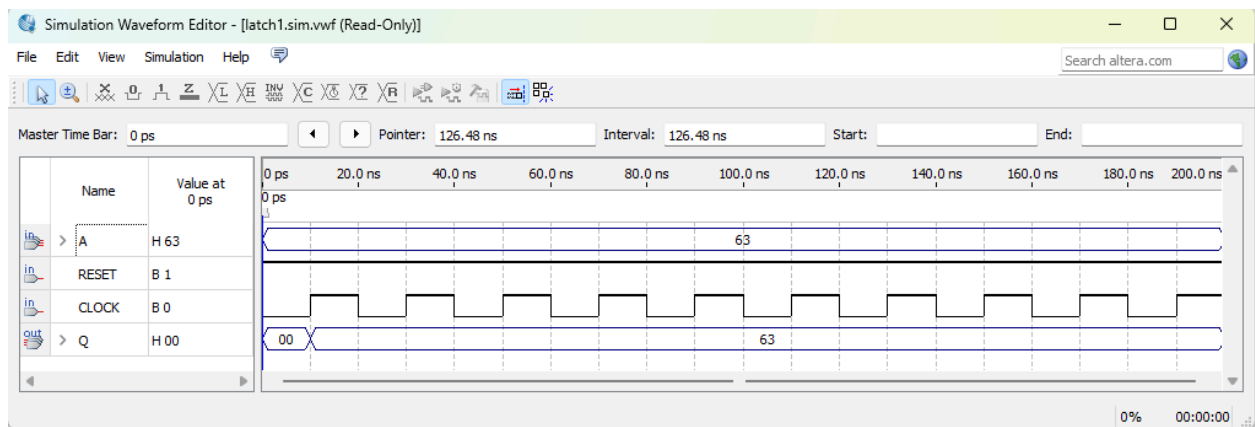 Simulation Waveform Editor - [latch1.sim.vwf (Read-Only)]
File Edit View Simulation Help
Search altera.com
Master Time Bar: 0 ps Pointer: 126.48 ns Interval: 126.48 ns Start: End:
Name Value at 0 ps
0 ps 20.0 ns 40.0 ns 60.0 ns 80.0 ns 100.0 ns 120.0 ns 140.0 ns 160.0 ns 180.0 ns 200.0 ns
0 ps
in A H 63 63
in RESET B 1
in CLOCK B 0
out Q H 00 00 63
0% 00:00:00